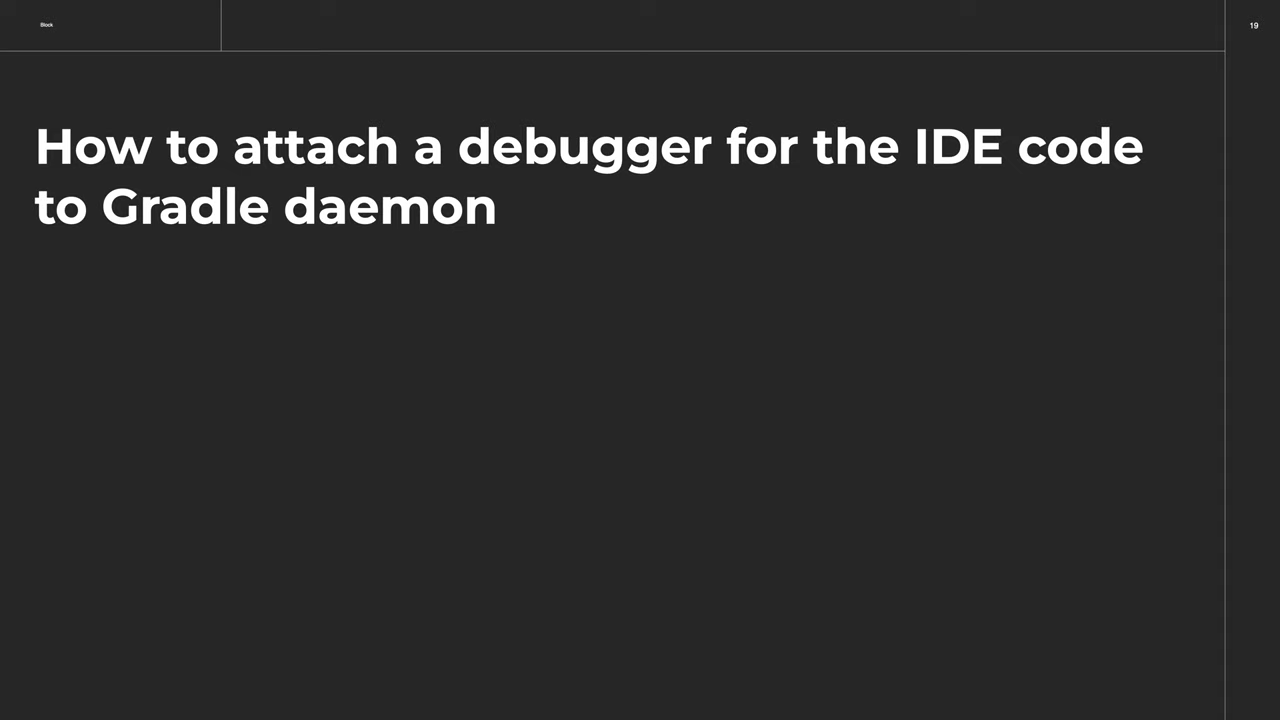 Block
19
How to attach a debugger for the IDE code
to Gradle daemon